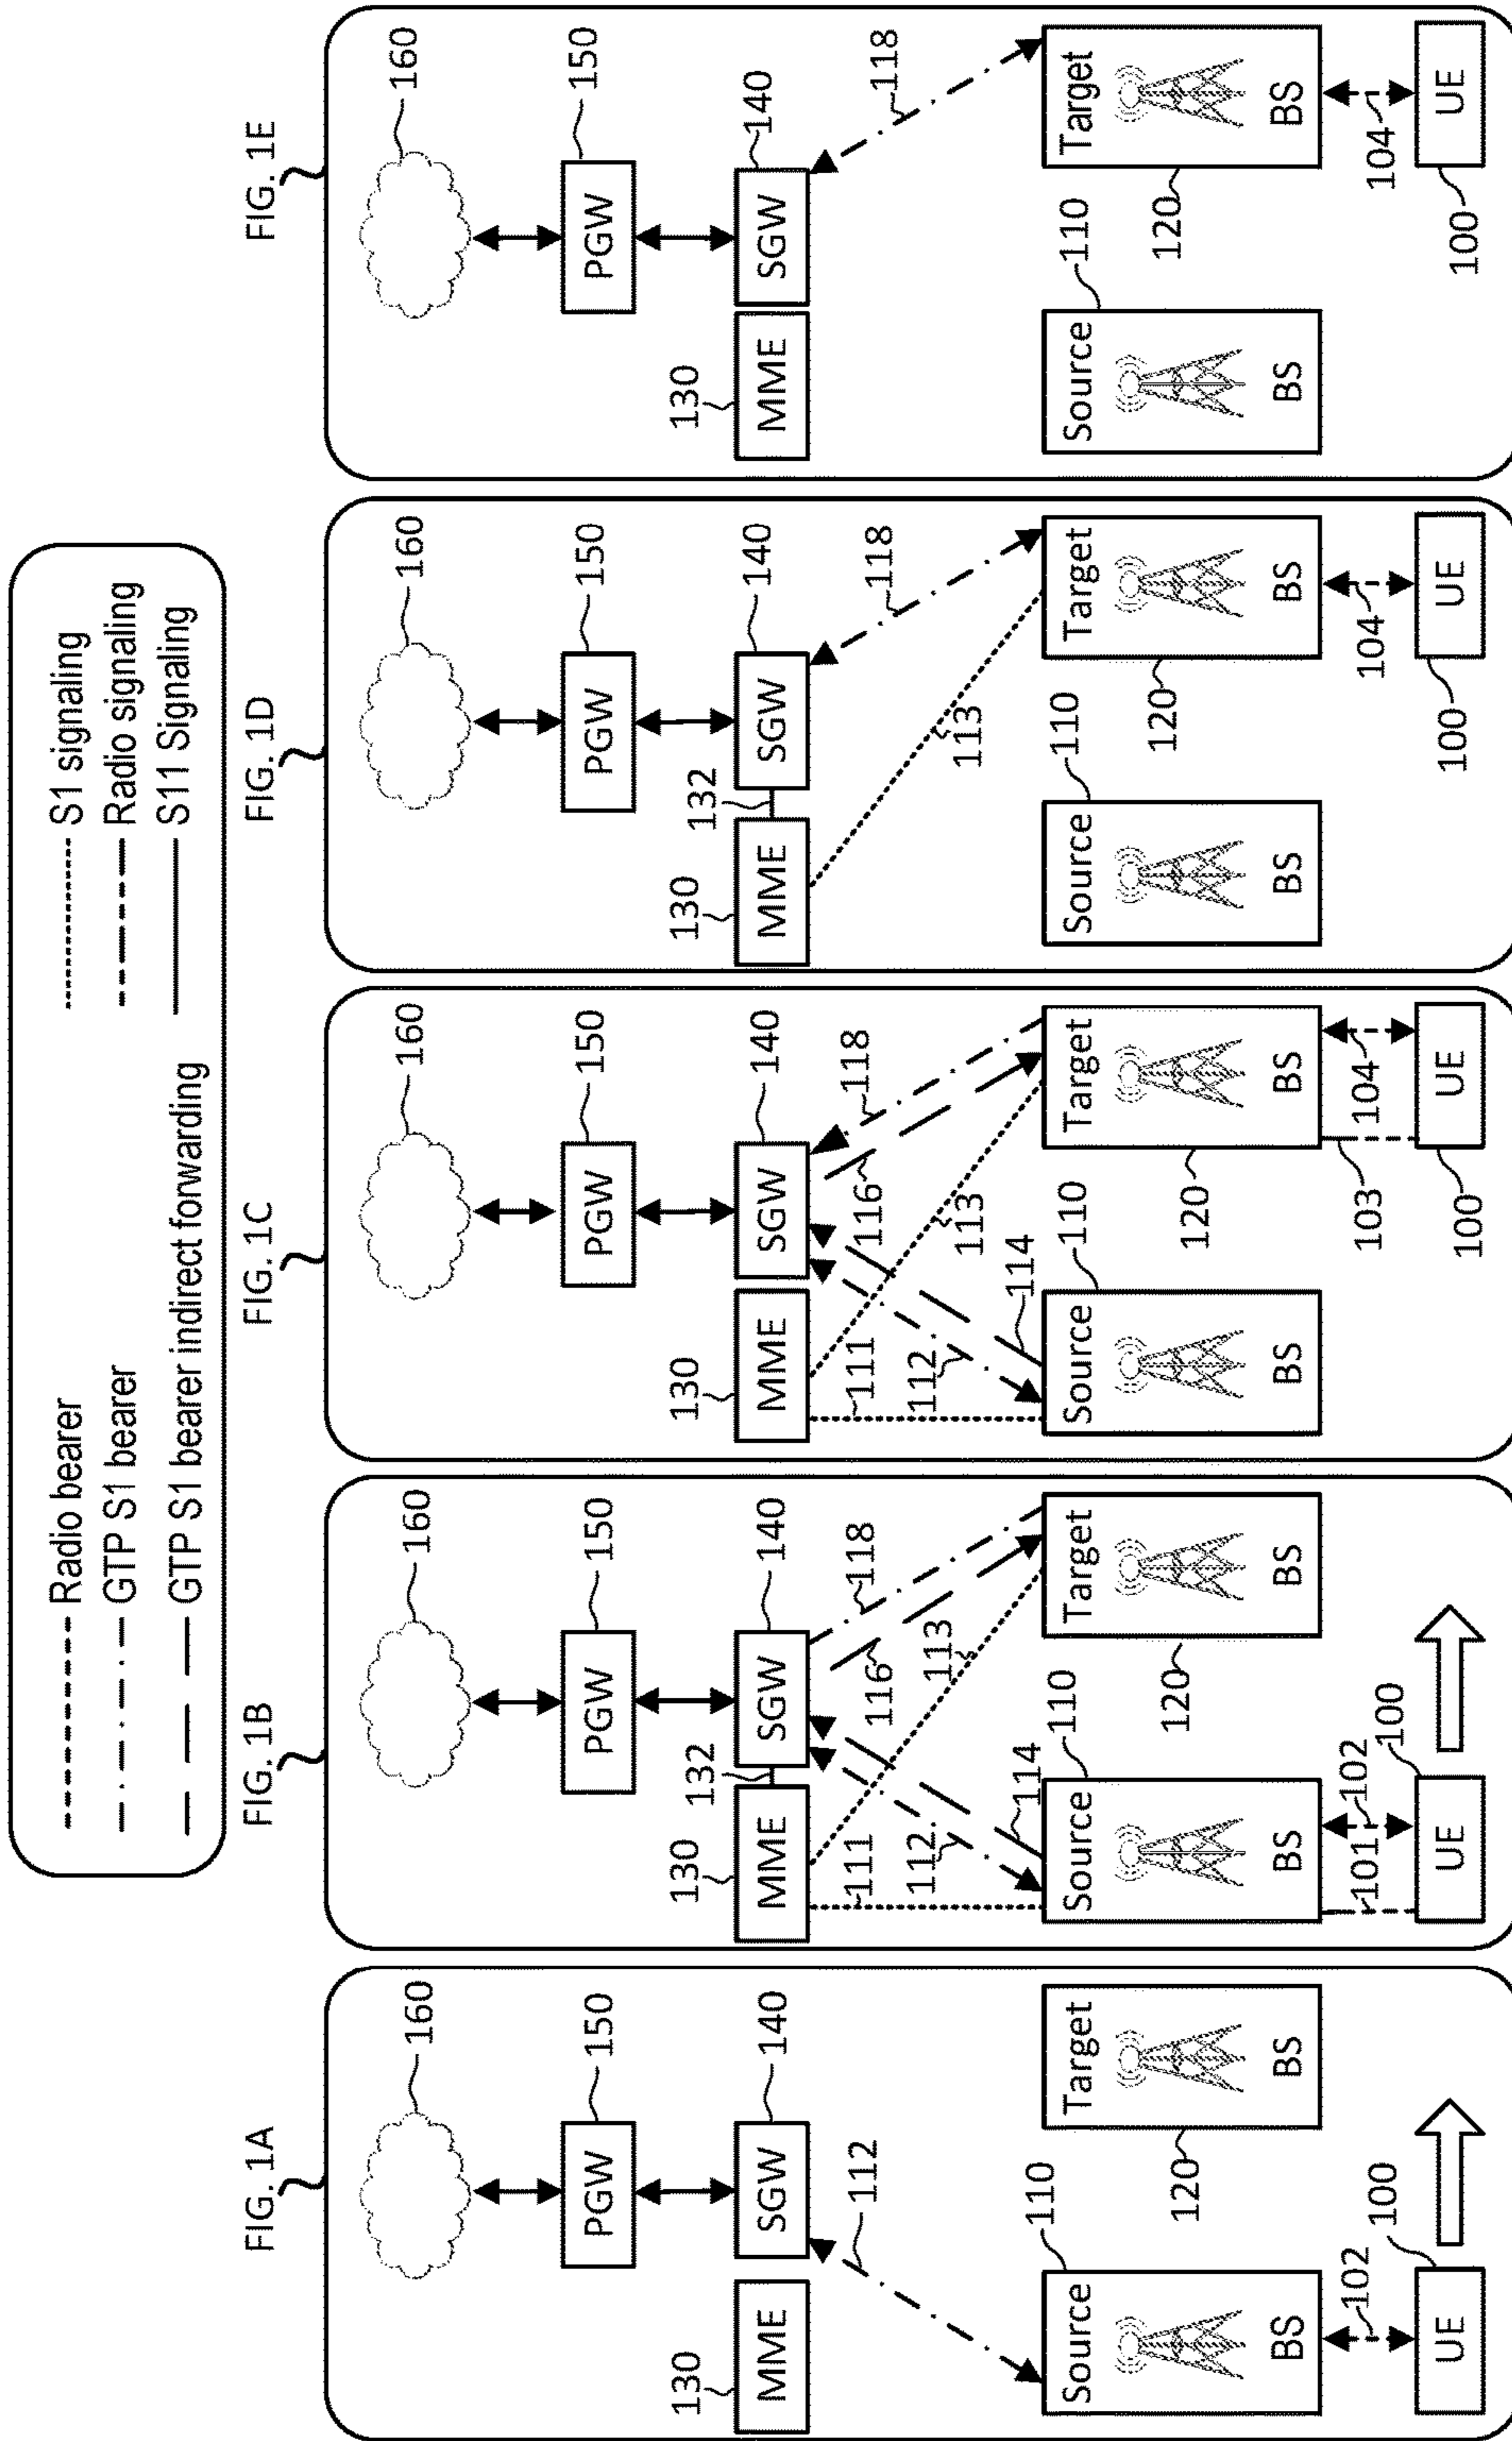 Radio bearer
GTP S1 bearer
GTP S1 bearer indirect forwarding
S1 signaling
Radio signaling
S11 Signaling
FIG. 1A
160
PGW
150
130
MME
SGW
140
112
Source
BS
110
Target
BS
120
102
UE
100
FIG. 1B
160
PGW
150
130
MME
132
SGW
140
111
112
114
116
113
118
Source
BS
110
Target
BS
120
101
102
UE
100
FIG. 1C
160
PGW
150
130
MME
SGW
140
111
112
114
116
113
118
Source
BS
110
Target
BS
120
103
104
UE
100
FIG. 1D
160
PGW
150
130
MME
132
SGW
140
113
118
Source
BS
110
Target
BS
120
104
UE
100
FIG. 1E
160
PGW
150
130
MME
SGW
140
118
Source
BS
110
Target
BS
120
104
UE
100